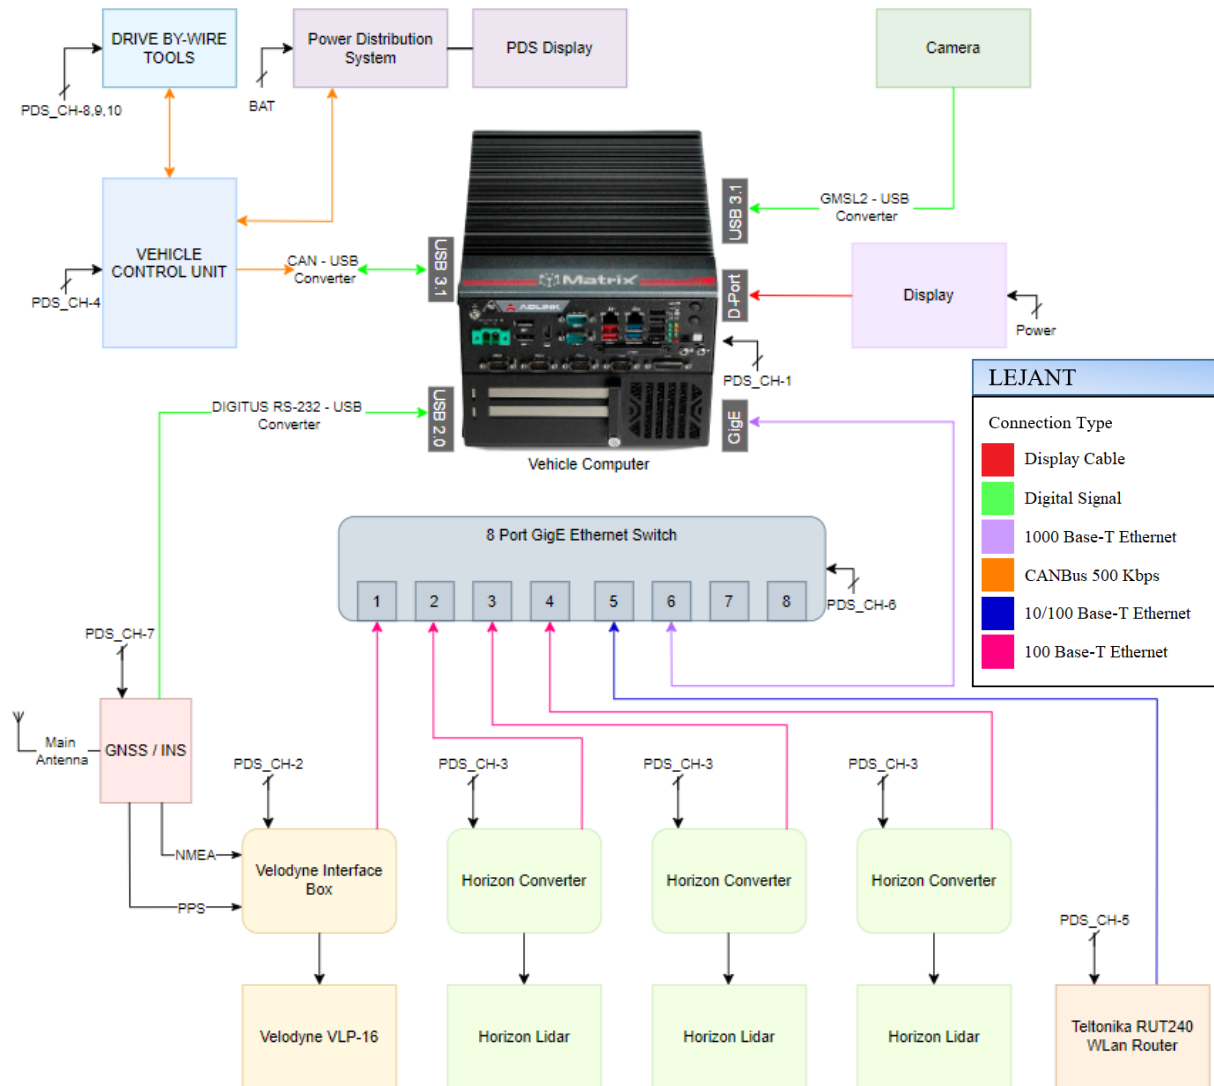 DRIVE BY-WIRE
TOOLS
Power Distribution
System
PDS Display
Camera
PDS_CH-8,9,10
BAT
USB 3.1
GMSL2 - USB
Converter
VEHICLE
CONTROL UNIT
CAN - USB
Converter
USB 3.1
PDS_CH-4
MatriX
ADLINK
D-Port
Display
Power
PDS_CH-1
LEJANT
Connection Type
Display Cable
Digital Signal
1000 Base-T Ethernet
CANBus 500 Kbps
10/100 Base-T Ethernet
100 Base-T Ethernet
DIGITUS RS-232 - USB
Converter
USB 2.0
GigE
Vehicle Computer
8 Port GigE Ethernet Switch
1 2 3 4 5 6 7 8
PDS_CH-6
PDS_CH-7
Main
Antenna
GNSS / INS
PDS_CH-2
PDS_CH-3
PDS_CH-3
PDS_CH-3
NMEA
PPS
Velodyne Interface
Box
Horizon Converter
Horizon Converter
Horizon Converter
PDS_CH-5
Velodyne VLP-16
Horizon Lidar
Horizon Lidar
Horizon Lidar
Teltonika RUT240
WLan Router